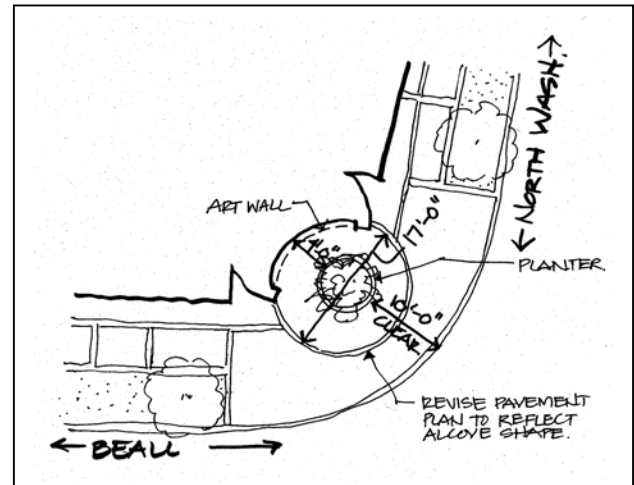 NORTH WASH.
ART WALL
17'-0"
PLANTER.
10'-0"
CLEAR
REVISE PAVEMENT
PLAN TO REFLECT
ALCOVE SHAPE.
BEALL